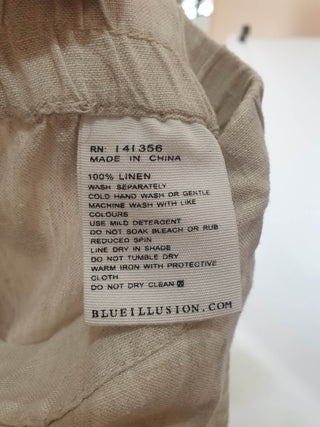 RN: 141356
MADE IN CHINA
100% LINEN
WASH SEPARATELY
COLD HAND WASH OR GENTLE
MACHINE WASH WITH LIKE
COLOURS
USE MILD DETERGENT
DO NOT SOAK BLEACH OR RUB
REDUCED SPIN
LINE DRY IN SHADE
DO NOT TUMBLE DRY
WARM IRON WITH PROTECTIVE
CLOTH
DO NOT DRY CLEAN
BLUEILLUSION.COM